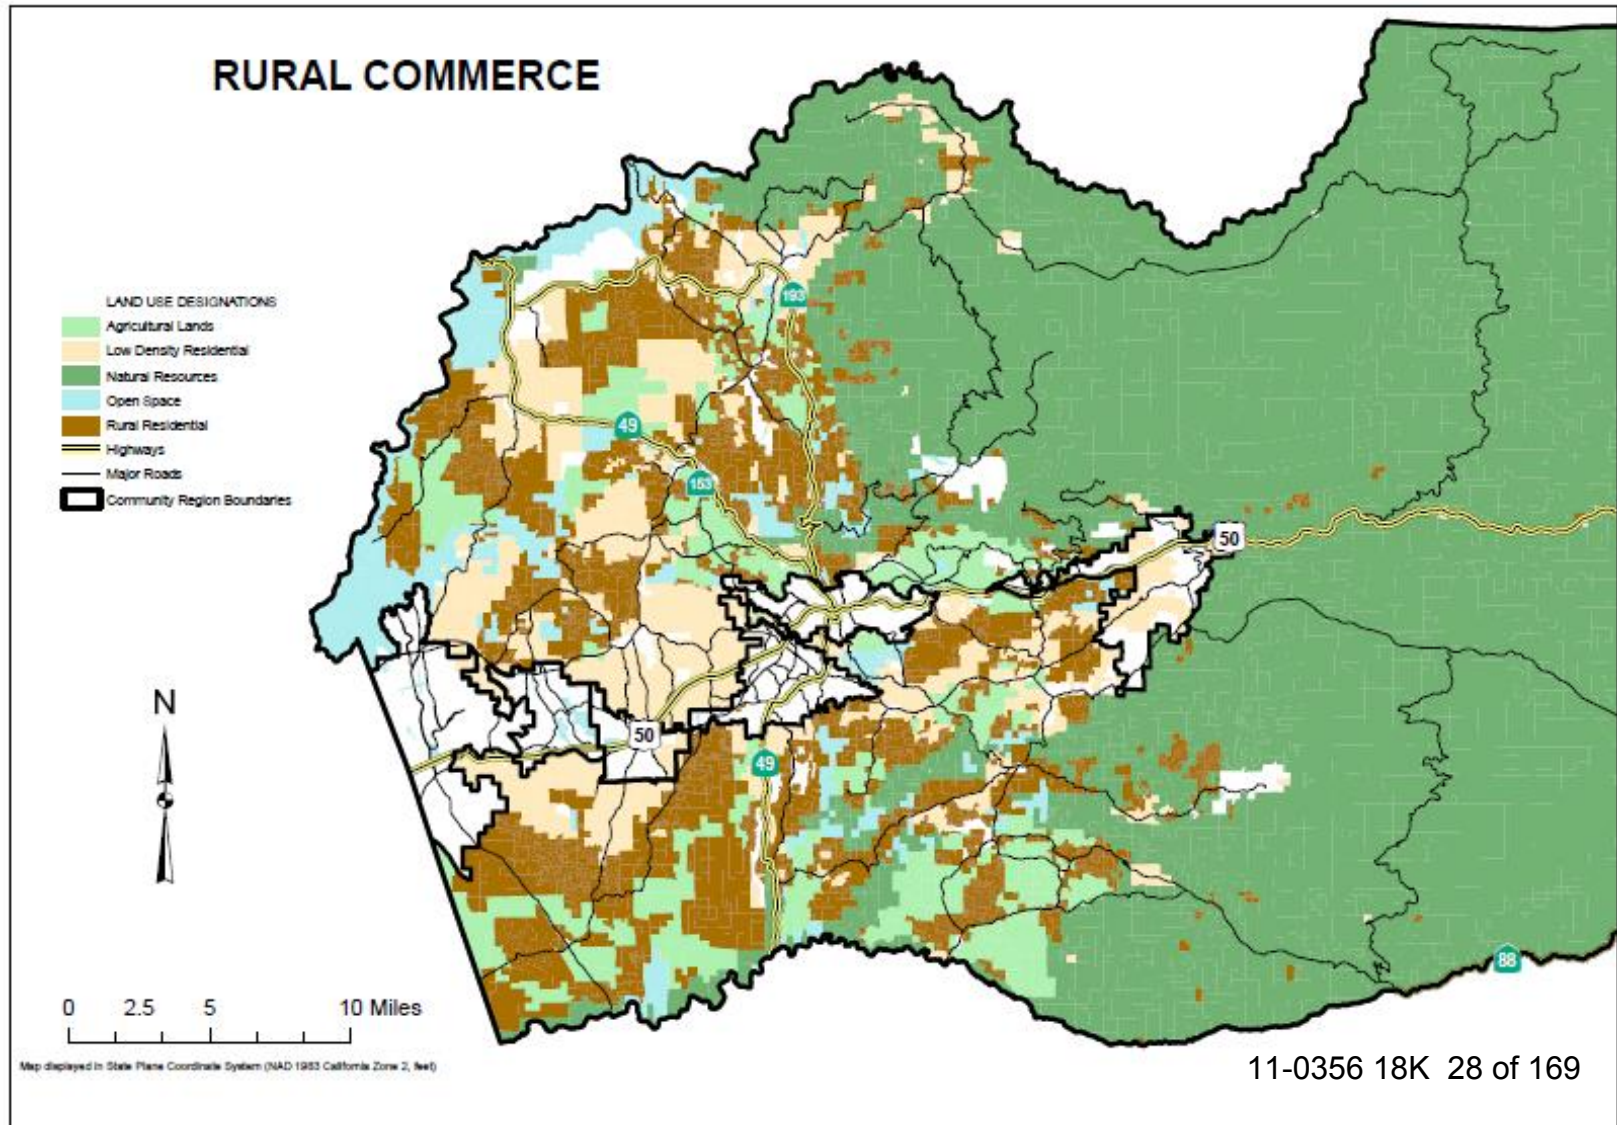 RURAL COMMERCE
193
LAND USE DESIGNATIONS
Agricultural Lands
Low Density Residential
Natural Resources
Open Space
Rural Residential
Highways
Major Roads
Community Region Boundaries
49
153
50
N
50
49
88
0 2.5 5 10 Miles
Map displayed in State Plane Coordinate System (NAD 1983 California Zone 2, feet)
11-0356 18K 28 of 169